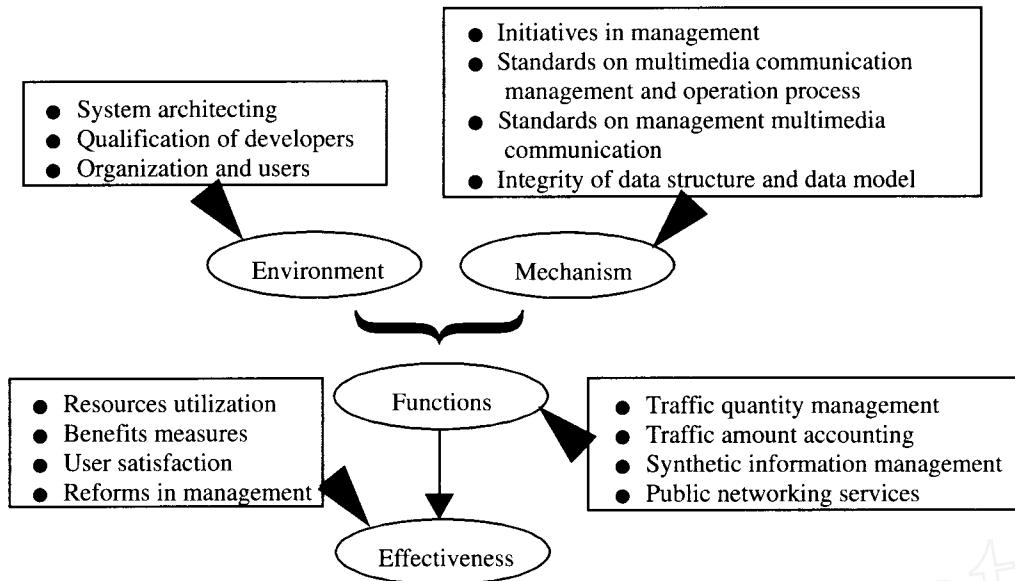 ● Initiatives in management
● Standards on multimedia communication
management and operation process
● Standards on management multimedia
communication
● Integrity of data structure and data model
● System architecting
● Qualification of developers
● Organization and users
Environment
Mechanism
Functions
● Resources utilization
● Benefits measures
● User satisfaction
● Reforms in management
● Traffic quantity management
● Traffic amount accounting
● Synthetic information management
● Public networking services
Effectiveness